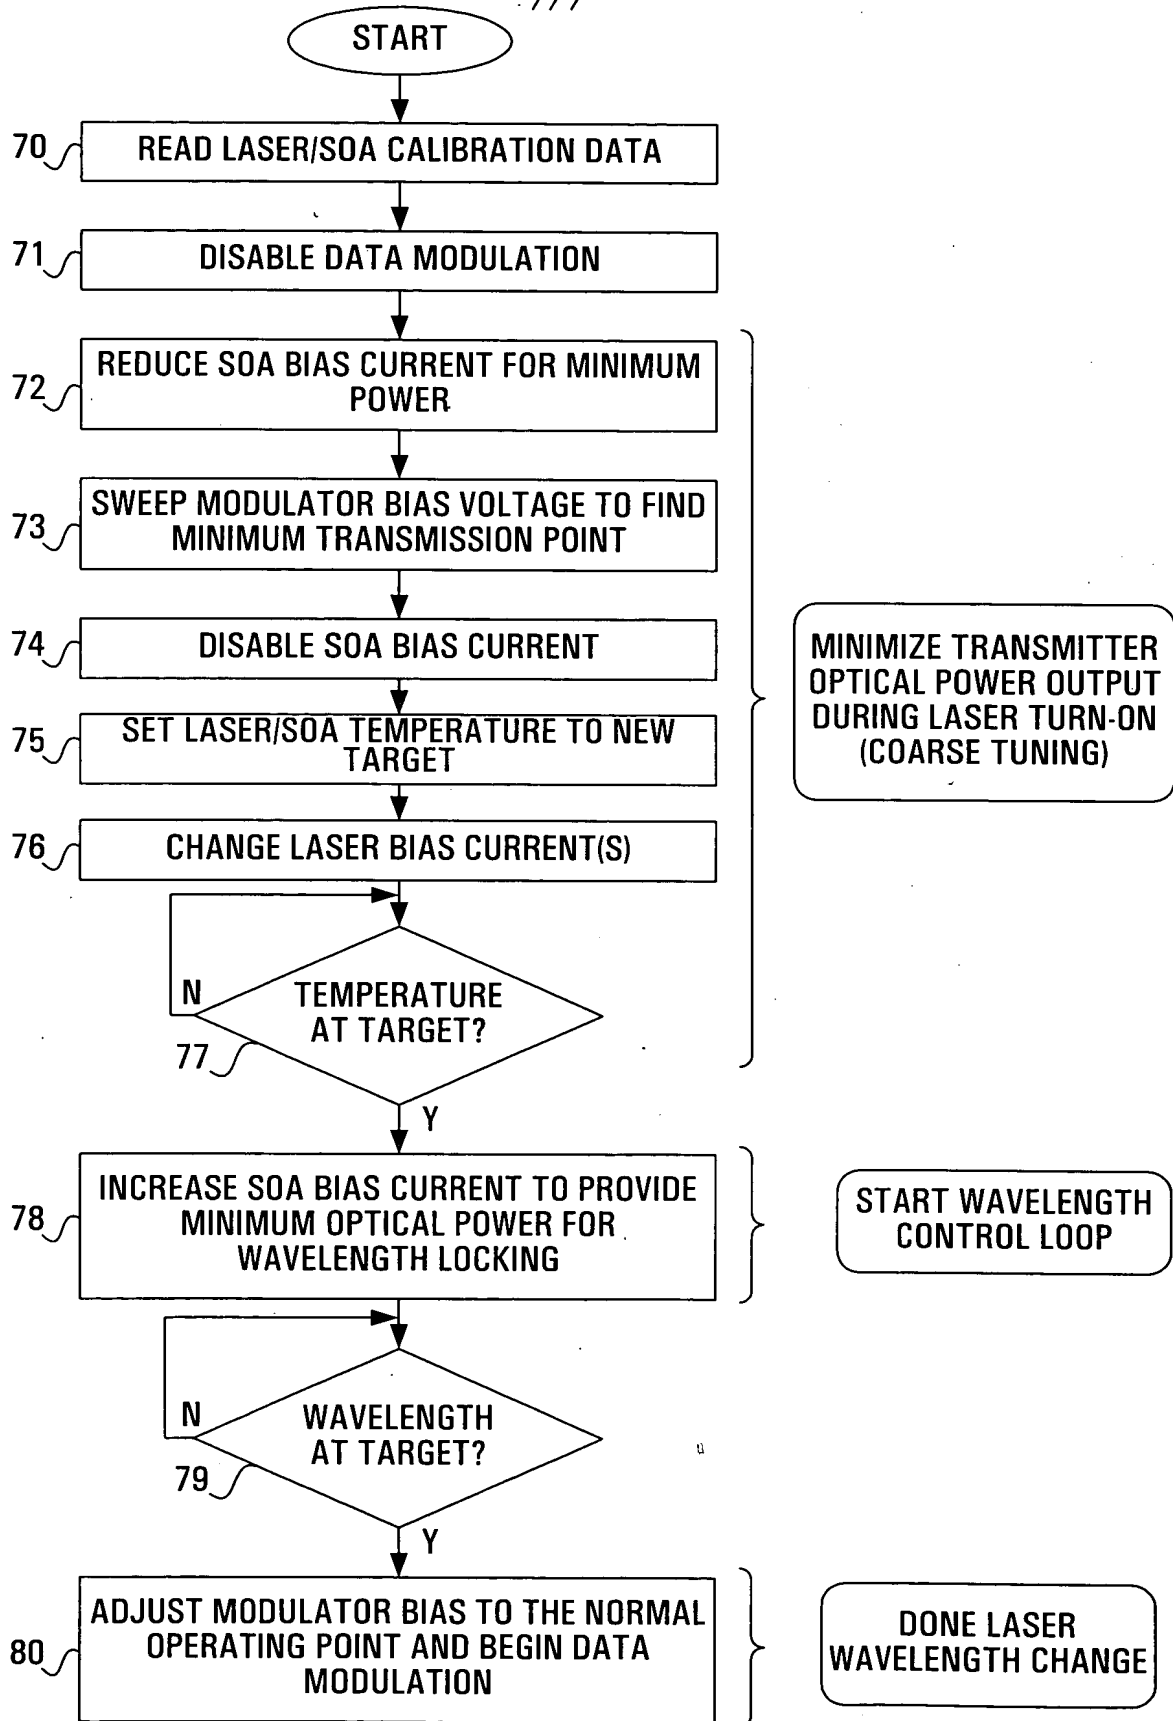 START
70
READ LASER/SOA CALIBRATION DATA
71
DISABLE DATA MODULATION
72
REDUCE SOA BIAS CURRENT FOR MINIMUM
POWER
73
SWEEP MODULATOR BIAS VOLTAGE TO FIND
MINIMUM TRANSMISSION POINT
74
DISABLE SOA BIAS CURRENT
75
SET LASER/SOA TEMPERATURE TO NEW
TARGET
76
CHANGE LASER BIAS CURRENT(S)
MINIMIZE TRANSMITTER
OPTICAL POWER OUTPUT
DURING LASER TURN-ON
(COARSE TUNING)
N
TEMPERATURE
AT TARGET?
77
Y
78
INCREASE SOA BIAS CURRENT TO PROVIDE
MINIMUM OPTICAL POWER FOR
WAVELENGTH LOCKING
START WAVELENGTH
CONTROL LOOP
N
WAVELENGTH
AT TARGET?
79
Y
80
ADJUST MODULATOR BIAS TO THE NORMAL
OPERATING POINT AND BEGIN DATA
MODULATION
DONE LASER
WAVELENGTH CHANGE